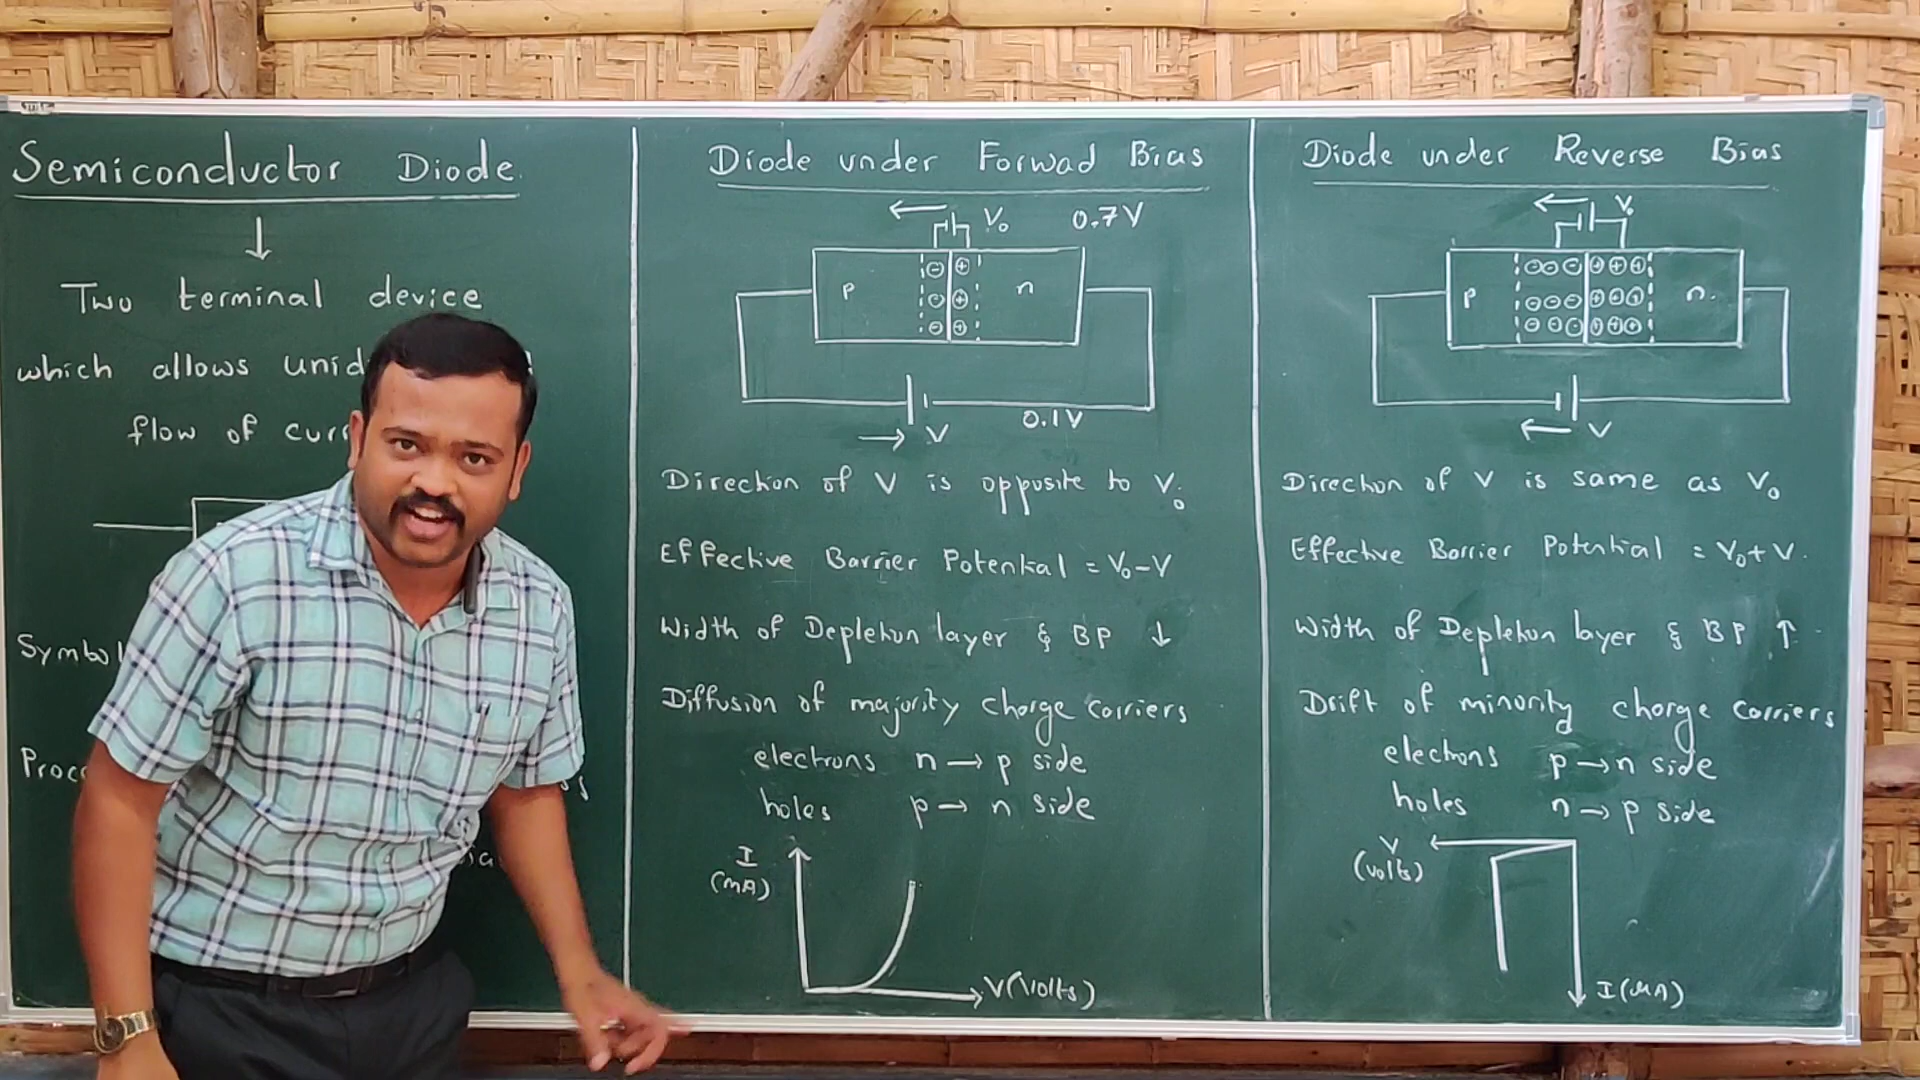 Semiconductor Diode.
↓
Two terminal device
which allows
flow of
Symbol
Diode under Forwad Bias
V₀ 0.7V
⊖ ⊕
p n
⊖ ⊕
⊖ ⊕
0.1V
→ V
Direction of V is opposite to V₀
Effective Barrier Potential = V₀-V
Width of Depletion layer & BP ↓
Diffusion of majority charge carriers
electrons n → p side
holes p → n side
I
(mA)
V(Volts)
Diode under Reverse Bias
V₀
⊖⊖⊖ ⊕⊕⊕
p ⊖⊖⊖ ⊕⊕⊕ n.
⊖⊖⊖ ⊕⊕⊕
← V
Direction of V is same as V₀
Effective Barrier Potential = V₀+V.
Width of Depletion layer & BP ↑
Drift of minority charge carriers
electrons p → n side
holes n → p side
V
(volts)
I(μA)